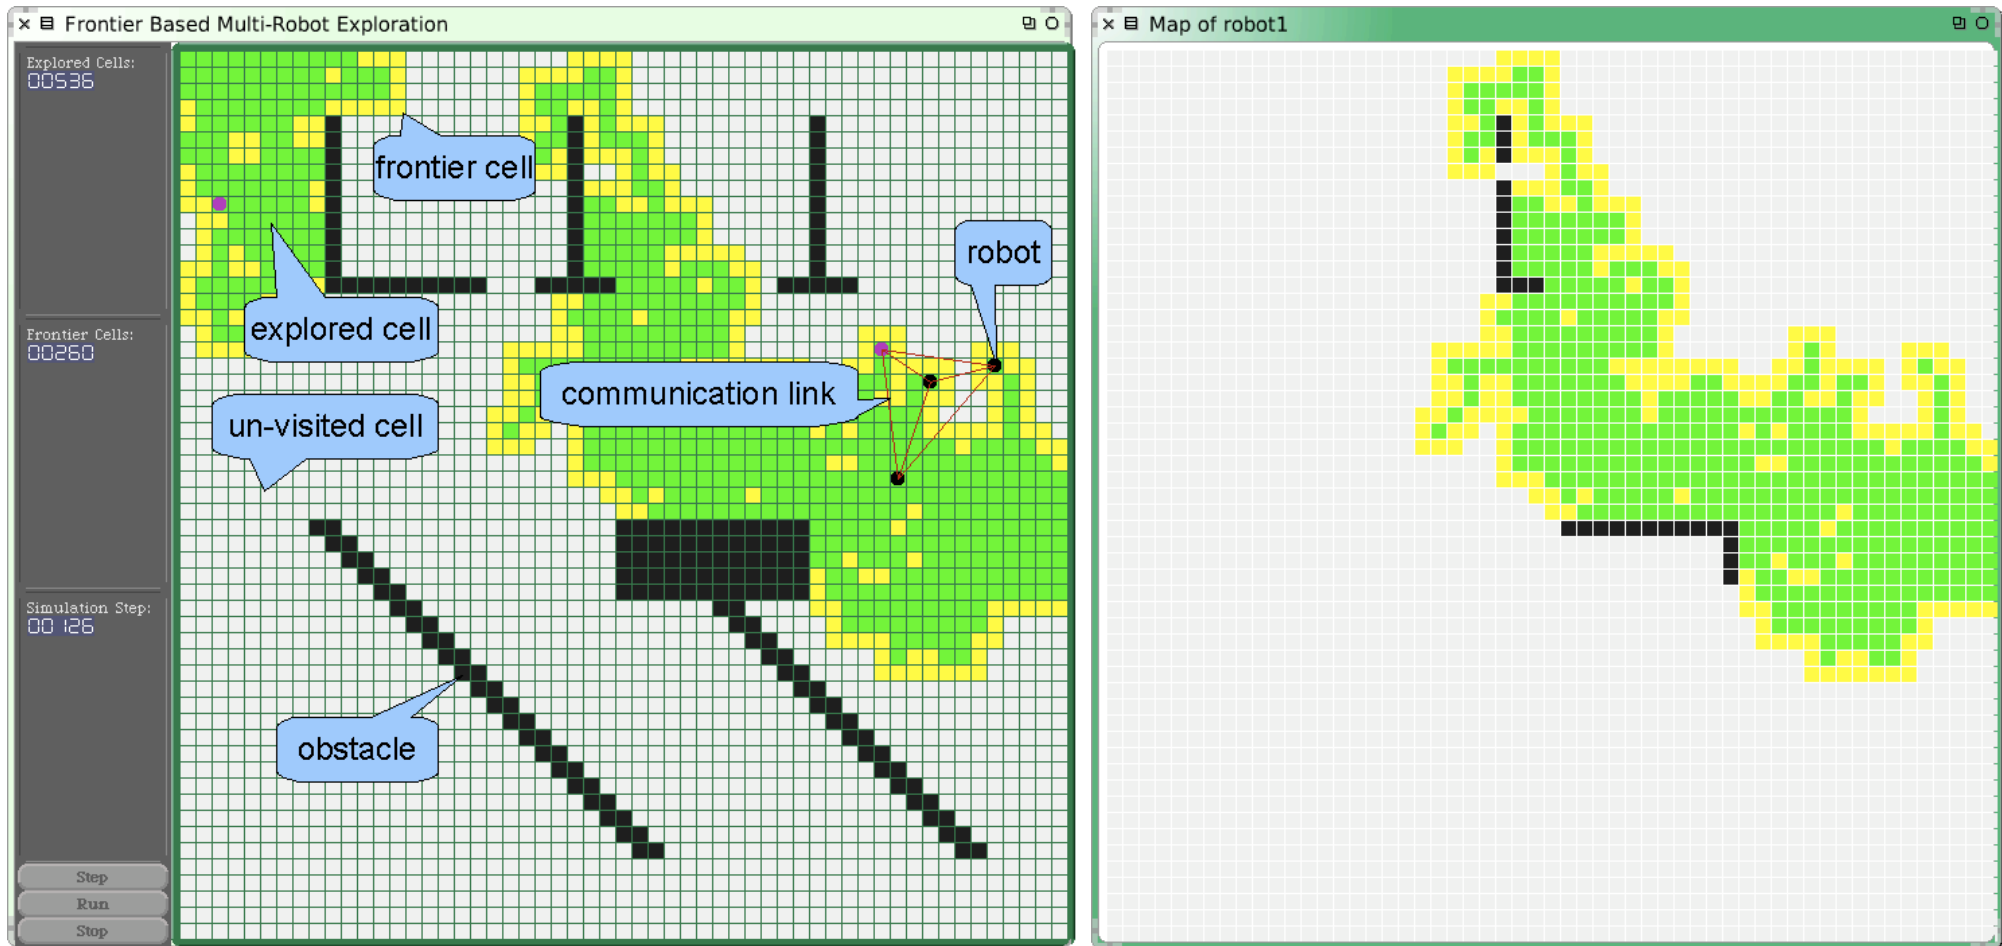 Frontier Based Multi-Robot Exploration
Explored Cells:
00536
Frontier Cells:
00260
Simulation Step:
00126
Step
Run
Stop
frontier cell
robot
explored cell
communication link
un-visited cell
obstacle
Map of robot1